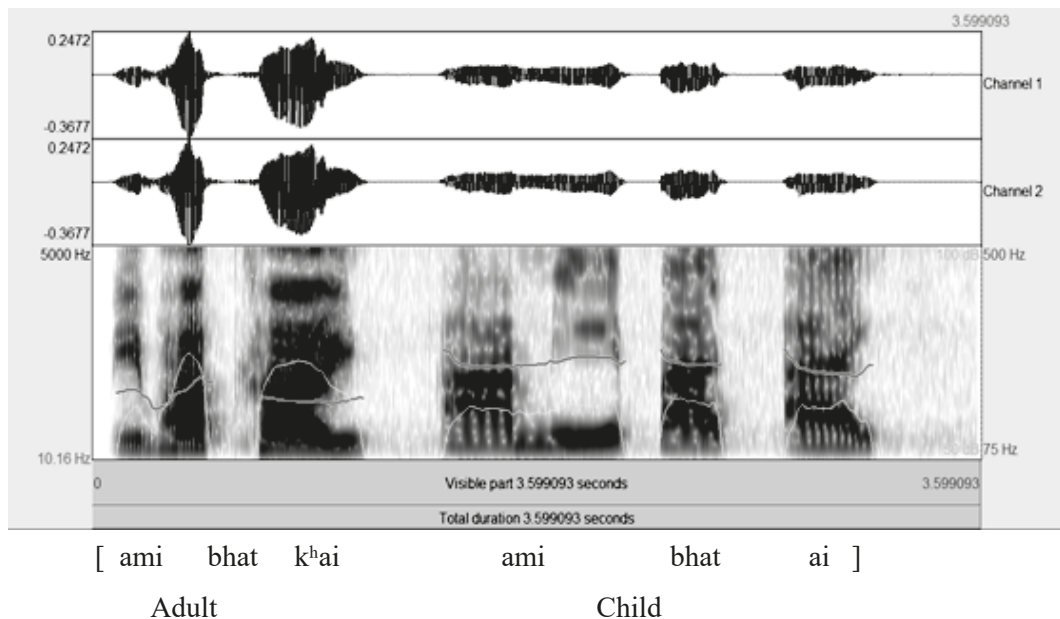 3.599093
0.2472
Channel 1
-0.3677
0.2472
Channel 2
-0.3677
5000 Hz 100 dB 500 Hz
10.16 Hz dB 75 Hz
0 Visible part 3.599093 seconds 3.599093
Total duration 3.599093 seconds
[ ami bhat kʰai ami bhat ai ]
Adult Child